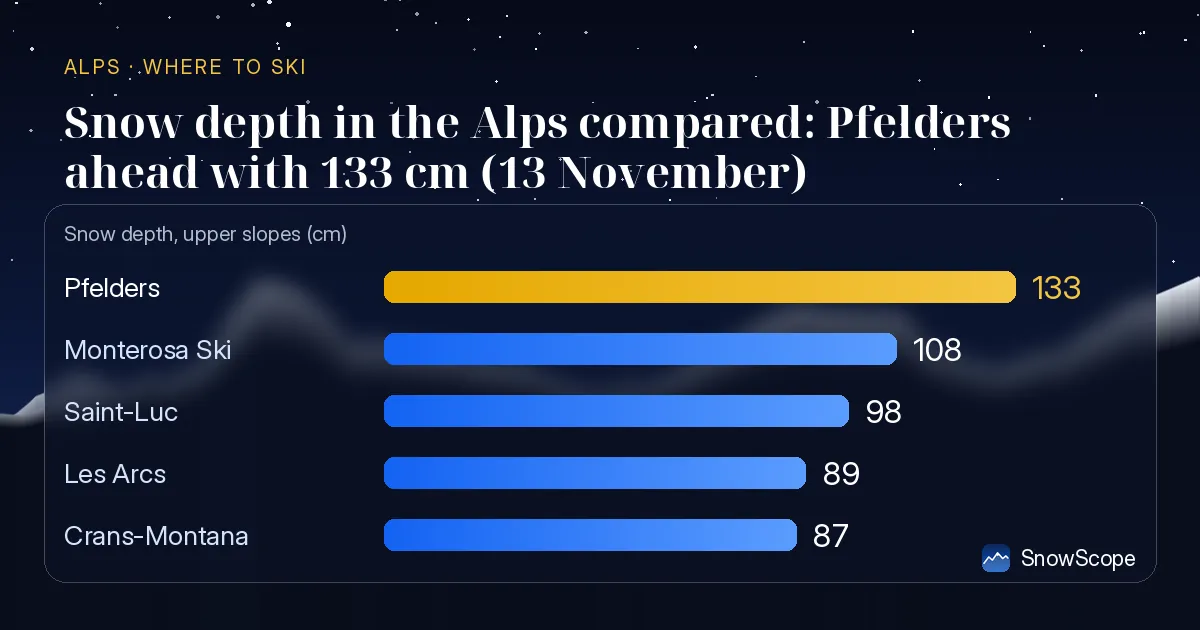 ALPS · WHERE TO SKI
Snow depth in the Alps compared: Pfelders
ahead with 133 cm (13 November)
Snow depth, upper slopes (cm)
Pfelders 133
Monterosa Ski 108
Saint-Luc 98
Les Arcs 89
Crans-Montana 87
SnowScope